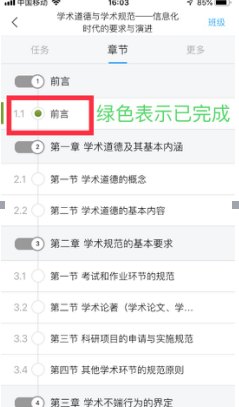 中国移动 16:03 85%
学术道德与学术规范——信息化
时代的要求与演进
班级
任务 章节 更多
1 前言
1.1 前言 绿色表示已完成
2 第一章 学术道德及其基本内涵
2.1 第一节 学术道德的概念
2.2 第二节 学术道德的基本内容
3 第二章 学术规范的基本要求
3.1 第一节 考试和作业环节的规范
3.2 第二节 学术论著（学术论文、学...
3.3 第三节 科研项目的申请与实施规范
3.4 第四节 其他学术环节的规范原则
4 第三章 学术不端行为的界定